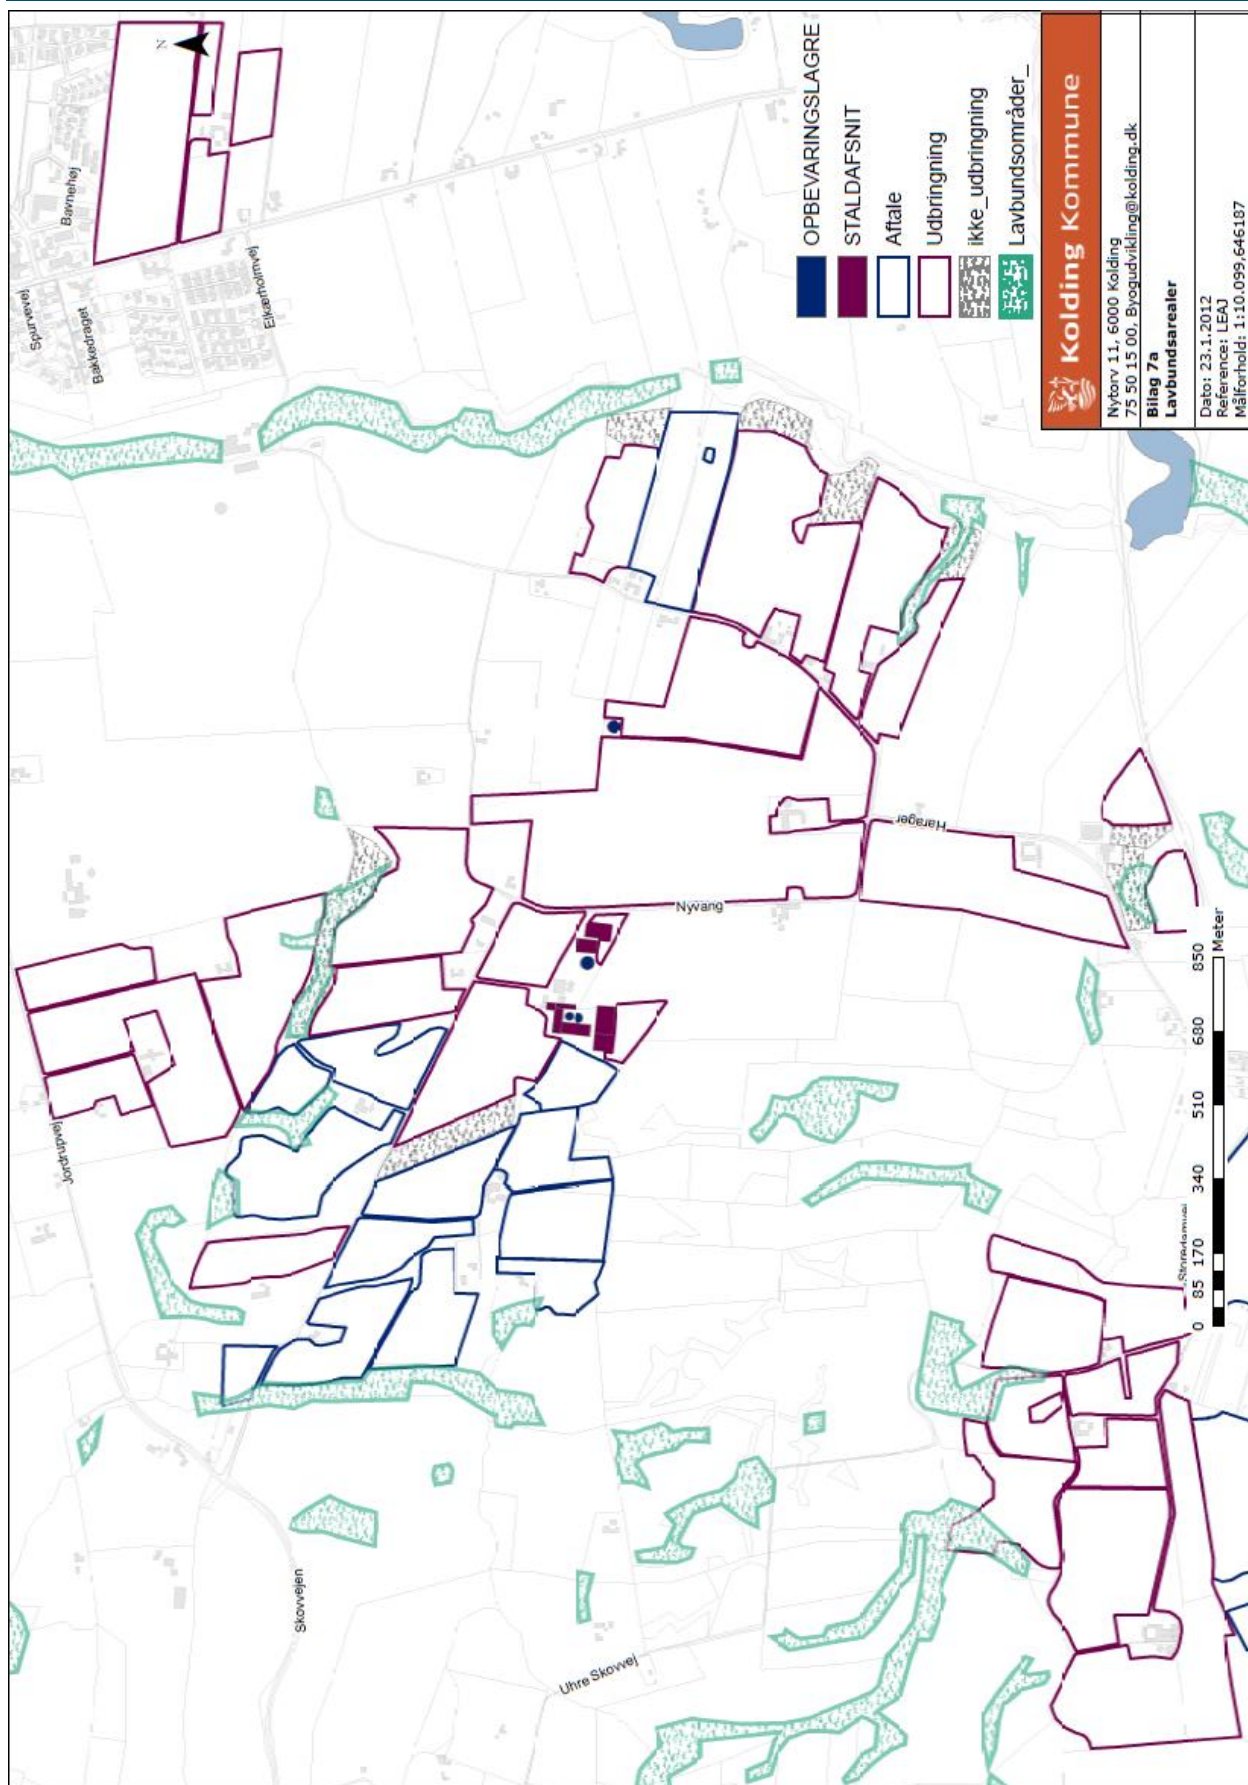 N
Spurvevej
Bavnehøj
Bakkedraget
Elkærholmvej
Jordrupvej
Nyvang
Harager
Skovvejen
Uhre Skovvej
OPBEVARINGSLAGRE
STALDAFSNIT
Aftale
Udbringning
ikke_udbringning
Lavbundsområder_
Kolding Kommune
Nytorv 11, 6000 Kolding
75 50 15 00, Byogudvikling@kolding.dk
Bilag 7a
Lavbundsarealer
Dato: 23.1.2012
Reference: LEAJ
Målforhold: 1:10.099,646187
0 85 170 340 510 680 850
Meter